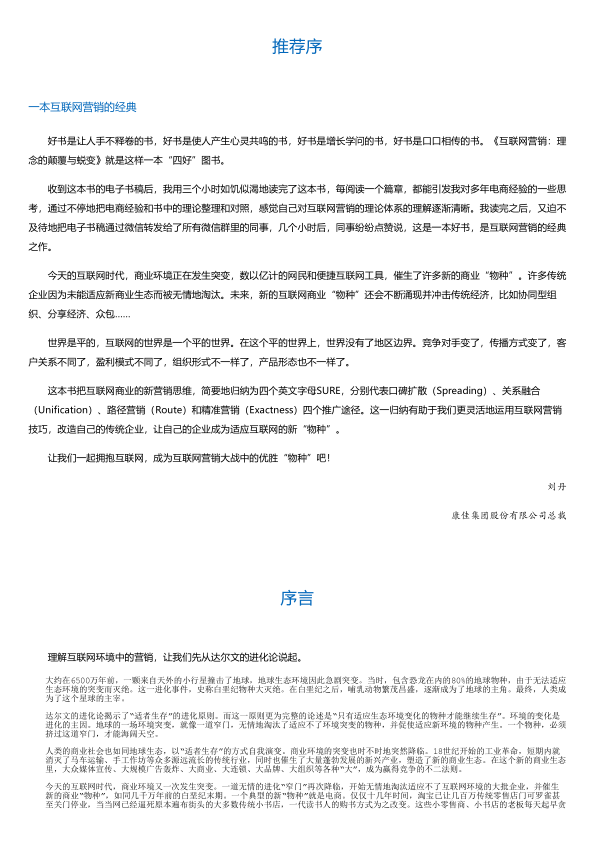 推荐序
一本互联网营销的经典
好书是让人手不释卷的书，好书是使人产生心灵共鸣的书，好书是增长学问的书，好书是口口相传的书。《互联网营销：理
念的颠覆与蜕变》就是这样一本“四好”图书。
收到这本书的电子书稿后，我用三个小时如饥似渴地读完了这本书，每阅读一个篇章，都能引发我对多年电商经验的一些思
考，通过不停地把电商经验和书中的理论整理和对照，感觉自己对互联网营销的理论体系的理解逐渐清晰。我读完之后，又迫不
及待地把电子书稿通过微信转发给了所有微信群里的同事，几个小时后，同事纷纷点赞说，这是一本好书，是互联网营销的经典
之作。
今天的互联网时代，商业环境正在发生突变，数以亿计的网民和便捷互联网工具，催生了许多新的商业“物种”。许多传统
企业因为未能适应新商业生态而被无情地淘汰。未来，新的互联网商业“物种”还会不断涌现并冲击传统经济，比如协同型组
织、分享经济、众包……
世界是平的，互联网的世界是一个平的世界。在这个平的世界上，世界没有了地区边界。竞争对手变了，传播方式变了，客
户关系不同了，盈利模式不同了，组织形式不一样了，产品形态也不一样了。
这本书把互联网商业的新营销思维，简要地归纳为四个英文字母SURE，分别代表口碑扩散（Spreading）、关系融合
（Unification）、路径营销（Route）和精准营销（Exactness）四个推广途径。这一归纳有助于我们更灵活地运用互联网营销
技巧，改造自己的传统企业，让自己的企业成为适应互联网的新“物种”。
让我们一起拥抱互联网，成为互联网营销大战中的优胜“物种”吧！
刘丹
康佳集团股份有限公司总裁
序言
理解互联网环境中的营销，让我们先从达尔文的进化论说起。
大约在6500万年前，一颗来自天外的小行星撞击了地球，地球生态环境因此急剧突变。当时，包含恐龙在内的80%的地球物种，由于无法适应
生态环境的突变而灭绝。这一进化事件，史称白里纪物种大灭绝。在白里纪之后，哺乳动物繁茂昌盛，逐渐成为了地球的主角。最终，人类成
为了这个星球的主宰。
达尔文的进化论揭示了“适者生存”的进化原则。而这一原则更为完整的论述是“只有适应生态环境变化的物种才能继续生存”。环境的变化是
进化的主因。地球的一场环境突变，就像一道窄门，无情地淘汰了适应不了环境突变的物种，并促使适应新环境的物种产生。一个物种，必须
挤过这道窄门，才能海阔天空。
人类的商业社会也如同地球生态，以“适者生存”的方式自我演变。商业环境的突变也时不时地突然降临。18世纪开始的工业革命，短期内就
消灭了马车运输、手工作坊等众多源远流长的传统行业，同时也催生了大量蓬勃发展的新兴产业，塑造了新的商业生态。在这个新的商业生态
里，大众媒体宣传、大规模广告轰炸、大商业、大连锁、大品牌、大组织等各种“大”，成为赢得竞争的不二法则。
今天的互联网时代，商业环境又一次发生突变。一道无情的进化“窄门”再次降临，开始无情地淘汰适应不了互联网环境的大批企业，并催生
新的商业“物种”，如同几千万年前的白垩纪末期。一个典型的新“物种”就是电商。仅仅十几年时间，淘宝已让几百万传统零售店门可罗雀甚
至关门停业，当当网已经逼死原本遍布街头的大多数传统小书店，一代读书人的购书方式为之改变。这些小零售商、小书店的老板每天起早贪